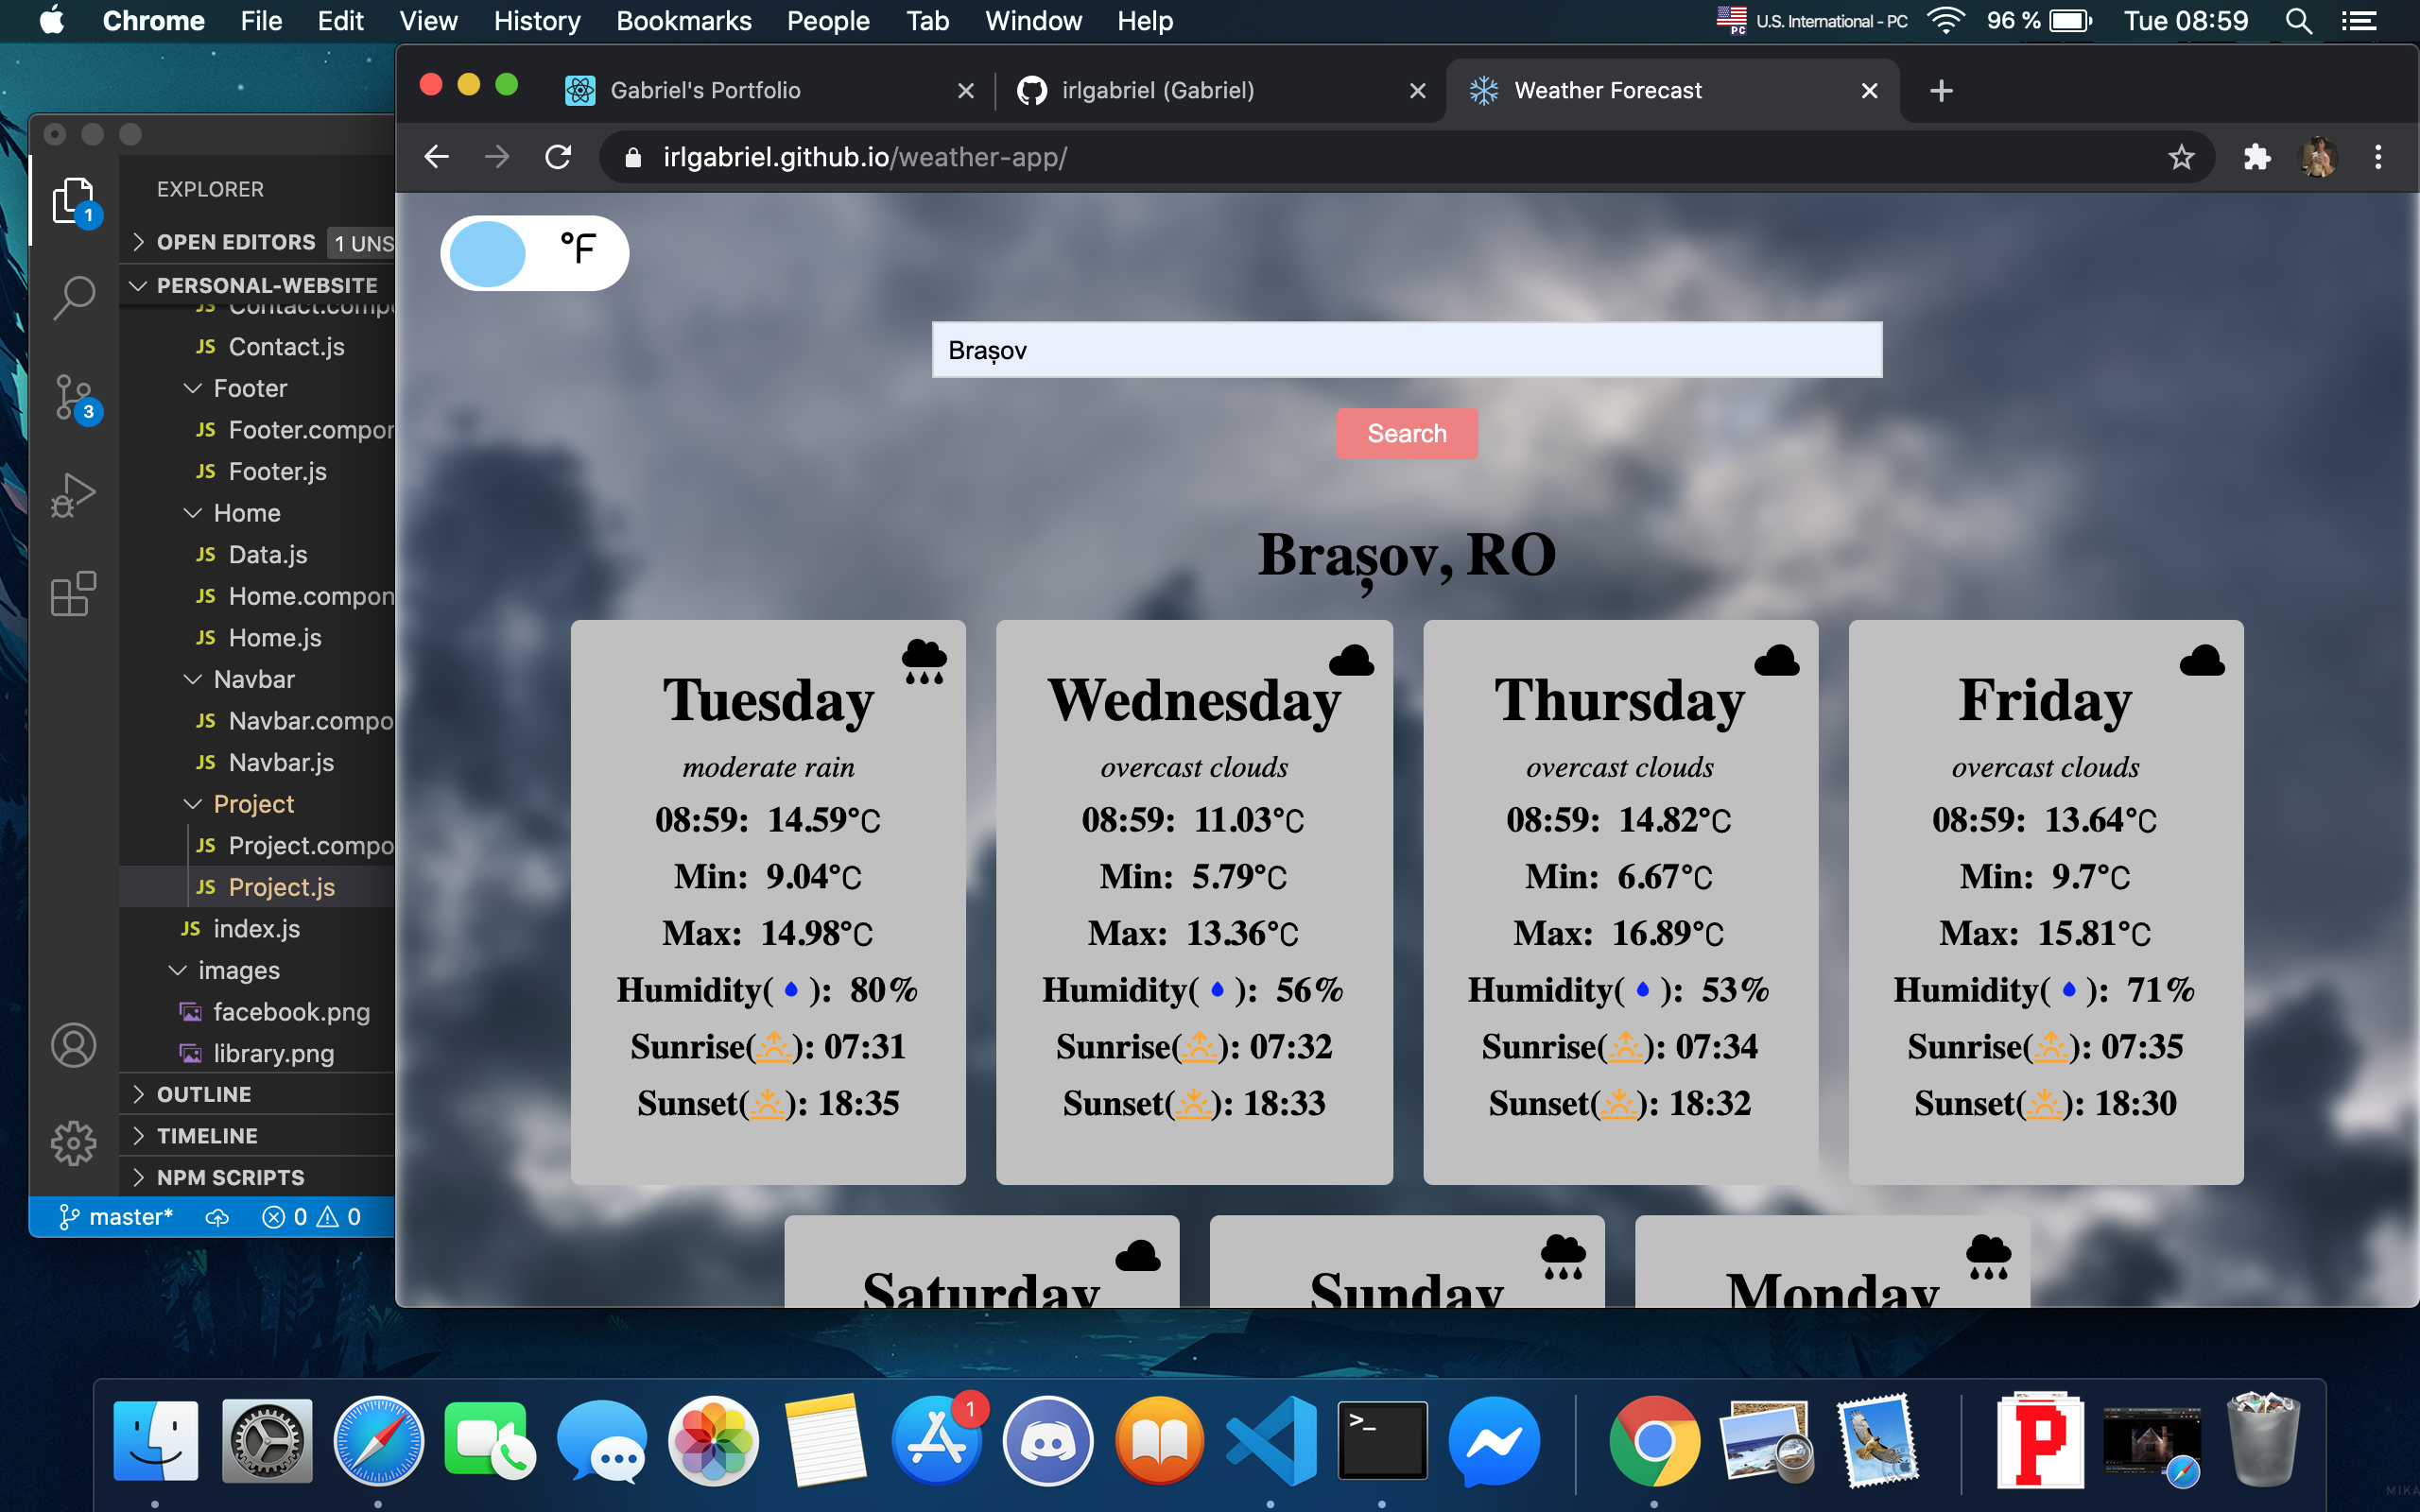 Chrome File Edit View History Bookmarks People Tab Window Help
PC U.S. International - PC 96 % Tue 08:59
Gabriel's Portfolio
irlgabriel (Gabriel)
Weather Forecast
irlgabriel.github.io/weather-app/
EXPLORER
1
OPEN EDITORS 1 UNS
PERSONAL-WEBSITE
JS Contact.compo
JS Contact.js
3
Footer
JS Footer.compor
JS Footer.js
Home
JS Data.js
JS Home.compon
JS Home.js
Navbar
JS Navbar.compo
JS Navbar.js
Project
JS Project.compo
JS Project.js
JS index.js
images
facebook.png
library.png
OUTLINE
TIMELINE
NPM SCRIPTS
master* 0 0
°F
Brașov
Search
Brașov, RO
Tuesday
moderate rain
08:59: 14.59°C
Min: 9.04°C
Max: 14.98°C
Humidity( ): 80%
Sunrise( ): 07:31
Sunset( ): 18:35
Wednesday
overcast clouds
08:59: 11.03°C
Min: 5.79°C
Max: 13.36°C
Humidity( ): 56%
Sunrise( ): 07:32
Sunset( ): 18:33
Thursday
overcast clouds
08:59: 14.82°C
Min: 6.67°C
Max: 16.89°C
Humidity( ): 53%
Sunrise( ): 07:34
Sunset( ): 18:32
Friday
overcast clouds
08:59: 13.64°C
Min: 9.7°C
Max: 15.81°C
Humidity( ): 71%
Sunrise( ): 07:35
Sunset( ): 18:30
Saturday
Sunday
Monday
1
>_
P
MIKA